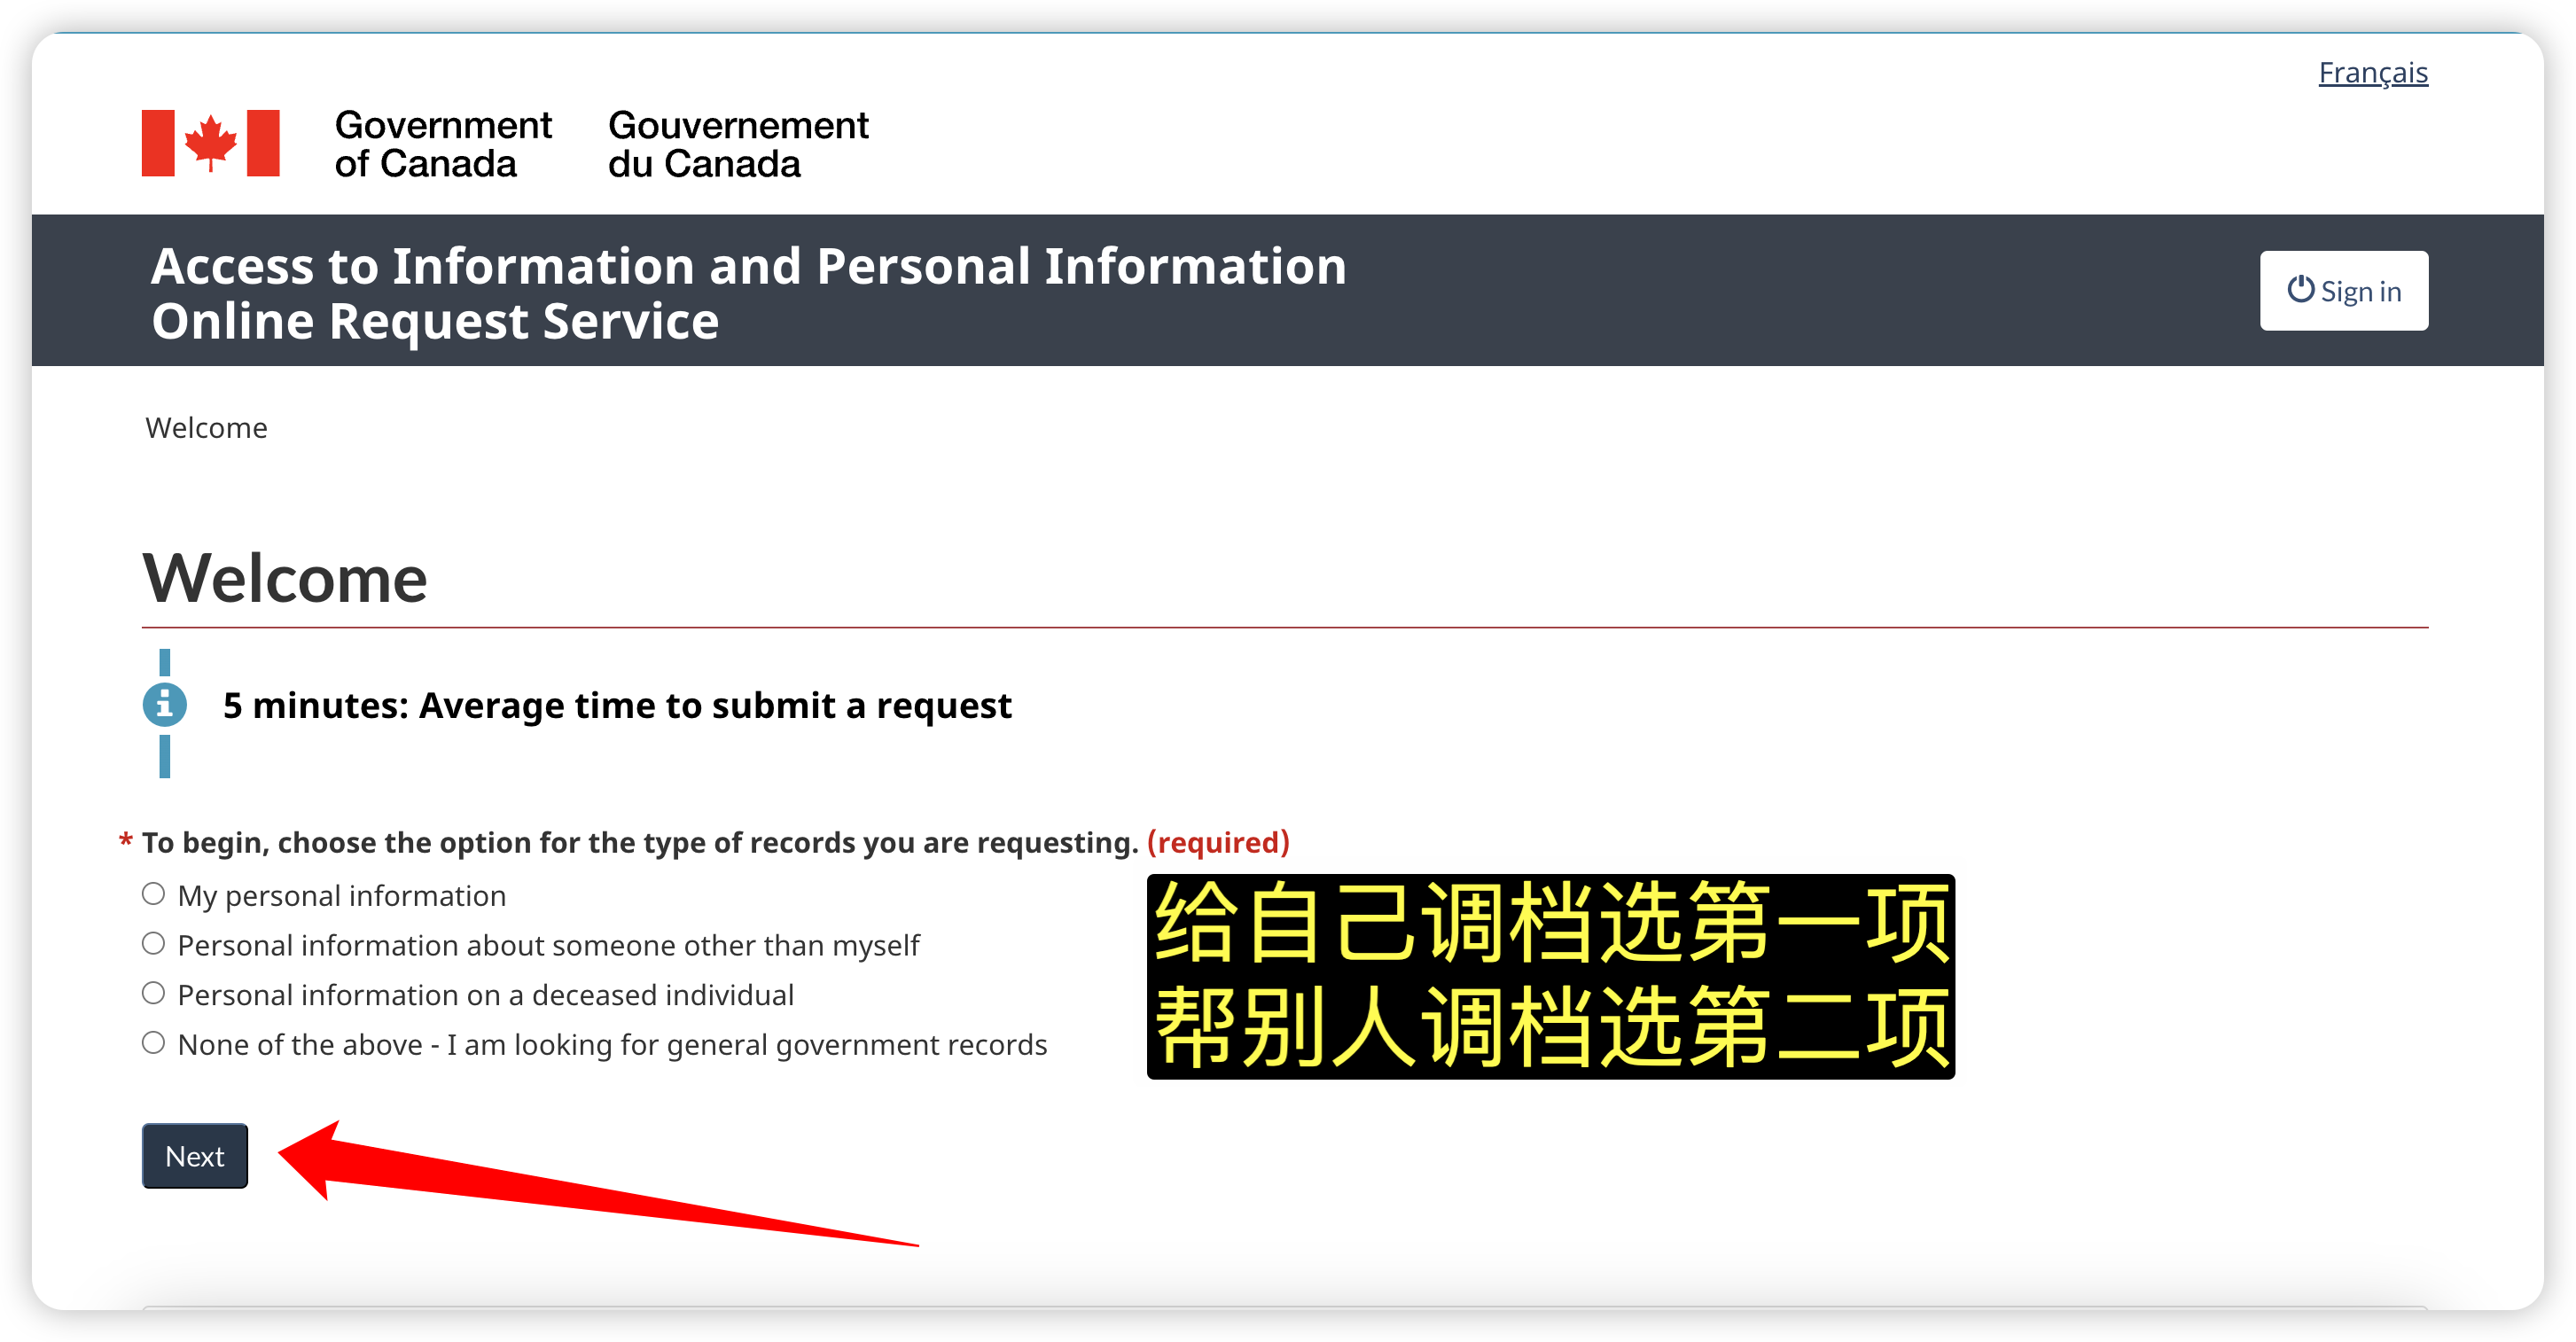 Français
Government of Canada
Gouvernement du Canada
Access to Information and Personal Information
Online Request Service
Sign in
Welcome
Welcome
5 minutes: Average time to submit a request
* To begin, choose the option for the type of records you are requesting. (required)
My personal information
Personal information about someone other than myself
Personal information on a deceased individual
None of the above - I am looking for general government records
给自己调档选第一项
帮别人调档选第二项
Next